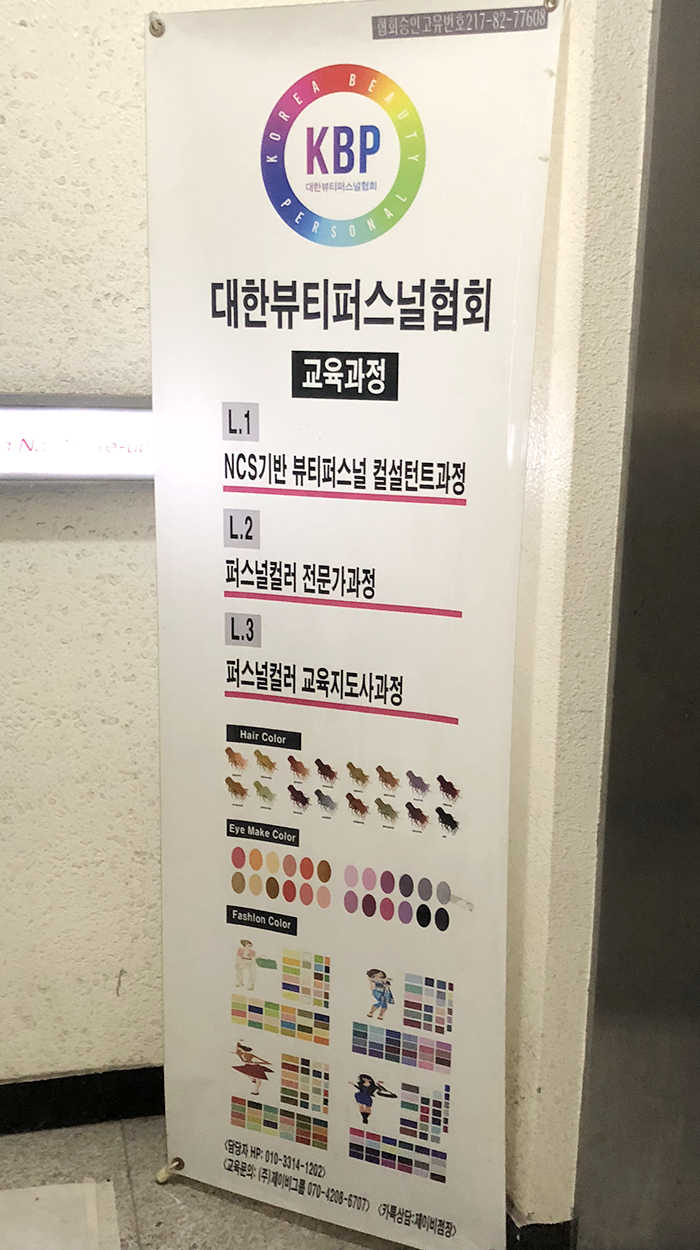 협회승인고유번호217-82-77608
KOREA BEAUTY
KBP
대한뷰티퍼스널협회
PERSONAL
대한뷰티퍼스널협회
교육과정
L.1
NCS기반 뷰티퍼스널 컬설턴트과정
L.2
퍼스널컬러 전문가과정
L.3
퍼스널컬러 교육지도사과정
Hair Color
Eye Make Color
Fashion Color
<담당자 HP: 010-3314-1202>
<교육문의: (주)제이비그룹 070-4208-6707> <카톡상담:제이비점장>